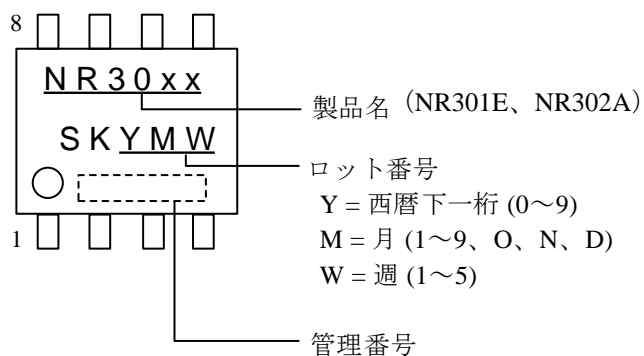 8
NR30xx
製品名 (NR301E、NR302A)
SKYMW
ロット番号
Y = 西暦下一桁 (0～9)
M = 月 (1～9、O、N、D)
W = 週 (1～5)
1
管理番号